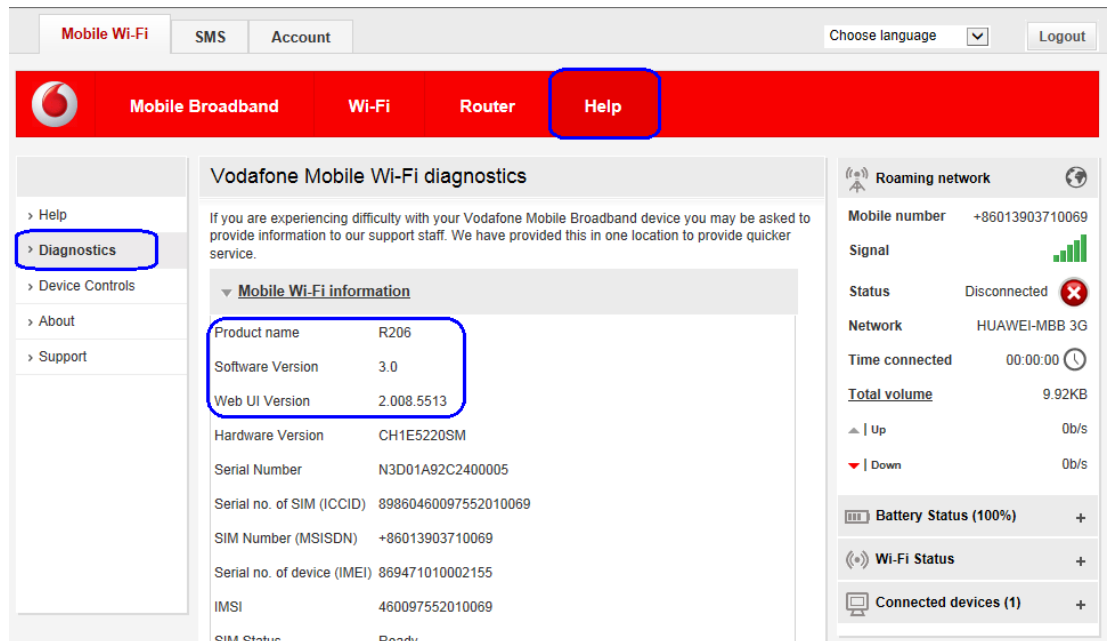 Mobile Wi-Fi
SMS
Account
Choose language
Logout
Mobile Broadband
Wi-Fi
Router
Help
› Help
› Diagnostics
› Device Controls
› About
› Support
Vodafone Mobile Wi-Fi diagnostics
If you are experiencing difficulty with your Vodafone Mobile Broadband device you may be asked to
provide information to our support staff. We have provided this in one location to provide quicker
service.
Mobile Wi-Fi information
Product name R206
Software Version 3.0
Web UI Version 2.008.5513
Hardware Version CH1E5220SM
Serial Number N3D01A92C2400005
Serial no. of SIM (ICCID) 89860460097552010069
SIM Number (MSISDN) +86013903710069
Serial no. of device (IMEI) 869471010002155
IMSI 460097552010069
SIM Status Ready
Roaming network
Mobile number +86013903710069
Signal
Status Disconnected
Network HUAWEI-MBB 3G
Time connected 00:00:00
Total volume 9.92KB
| Up 0b/s
| Down 0b/s
Battery Status (100%) +
Wi-Fi Status +
Connected devices (1) +